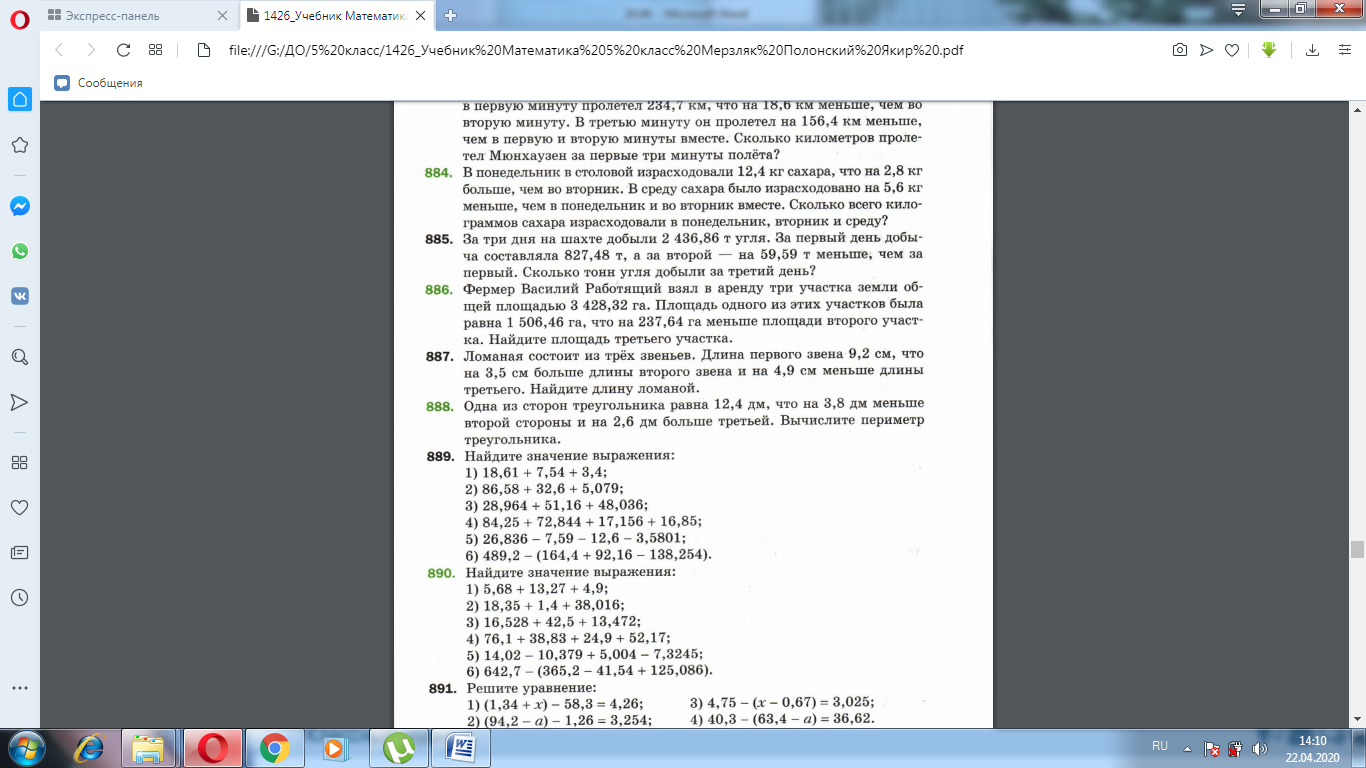 Экспресс-панель
1426_Учебник Математик
file:///G:/ДО/5%20класс/1426_Учебник%20Математика%205%20класс%20Мерзляк%20Полонский%20Якир%20.pdf
Сообщения
в первую минуту пролетел 234,7 км, что на 18,6 км меньше, чем во
вторую минуту. В третью минуту он пролетел на 156,4 км меньше,
чем в первую и вторую минуты вместе. Сколько километров проле-
тел Мюнхаузен за первые три минуты полёта?
884. В понедельник в столовой израсходовали 12,4 кг сахара, что на 2,8 кг
больше, чем во вторник. В среду сахара было израсходовано на 5,6 кг
меньше, чем в понедельник и во вторник вместе. Сколько всего кило-
граммов сахара израсходовали в понедельник, вторник и среду?
885. За три дня на шахте добыли 2 436,86 т угля. За первый день добы-
ча составляла 827,48 т, а за второй — на 59,59 т меньше, чем за
первый. Сколько тонн угля добыли за третий день?
886. Фермер Василий Работящий взял в аренду три участка земли об-
щей площадью 3 428,32 га. Площадь одного из этих участков была
равна 1 506,46 га, что на 237,64 га меньше площади второго участ-
ка. Найдите площадь третьего участка.
887. Ломаная состоит из трёх звеньев. Длина первого звена 9,2 см, что
на 3,5 см больше длины второго звена и на 4,9 см меньше длины
третьего. Найдите длину ломаной.
888. Одна из сторон треугольника равна 12,4 дм, что на 3,8 дм меньше
второй стороны и на 2,6 дм больше третьей. Вычислите периметр
треугольника.
889. Найдите значение выражения:
1) 18,61 + 7,54 + 3,4;
2) 86,58 + 32,6 + 5,079;
3) 28,964 + 51,16 + 48,036;
4) 84,25 + 72,844 + 17,156 + 16,85;
5) 26,836 − 7,59 − 12,6 − 3,5801;
6) 489,2 − (164,4 + 92,16 − 138,254).
890. Найдите значение выражения:
1) 5,68 + 13,27 + 4,9;
2) 18,35 + 1,4 + 38,016;
3) 16,528 + 42,5 + 13,472;
4) 76,1 + 38,83 + 24,9 + 52,17;
5) 14,02 − 10,379 + 5,004 − 7,3245;
6) 642,7 − (365,2 − 41,54 + 125,086).
891. Решите уравнение:
1) (1,34 + x) − 58,3 = 4,26; 3) 4,75 − (x − 0,67) = 3,025;
2) (94,2 − a) − 1,26 = 3,254; 4) 40,3 − (63,4 − a) = 36,62.
RU
14:10
22.04.2020